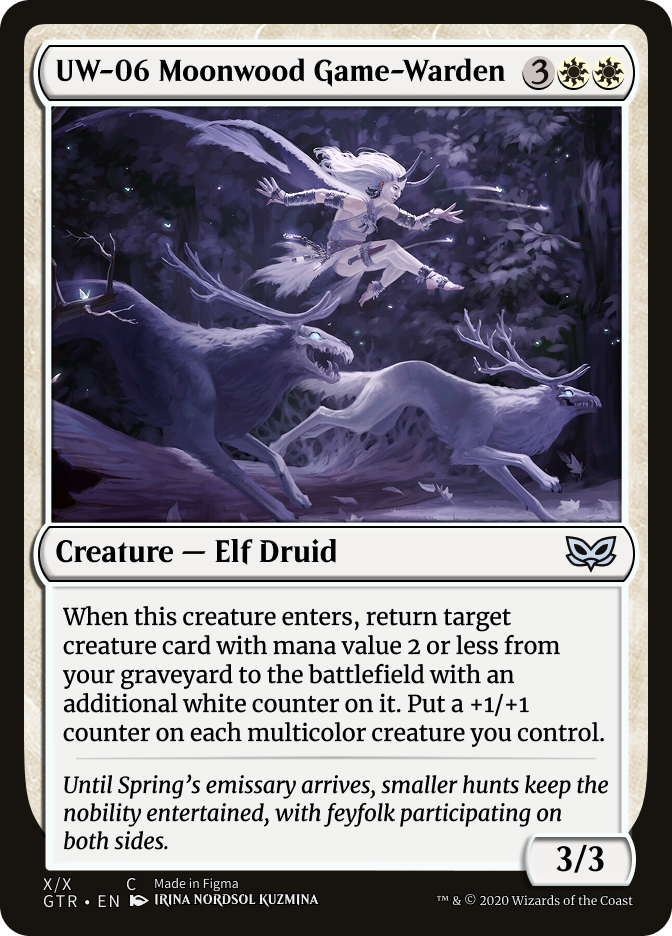 UW-06 Moonwood Game-Warden 3
Creature — Elf Druid
When this creature enters, return target
creature card with mana value 2 or less from
your graveyard to the battlefield with an
additional white counter on it. Put a +1/+1
counter on each multicolor creature you control.
Until Spring's emissary arrives, smaller hunts keep the
nobility entertained, with feyfolk participating on
both sides.
3/3
X/X C Made in Figma
GTR • EN IRINA NORDSOL KUZMINA ™ & © 2020 Wizards of the Coast